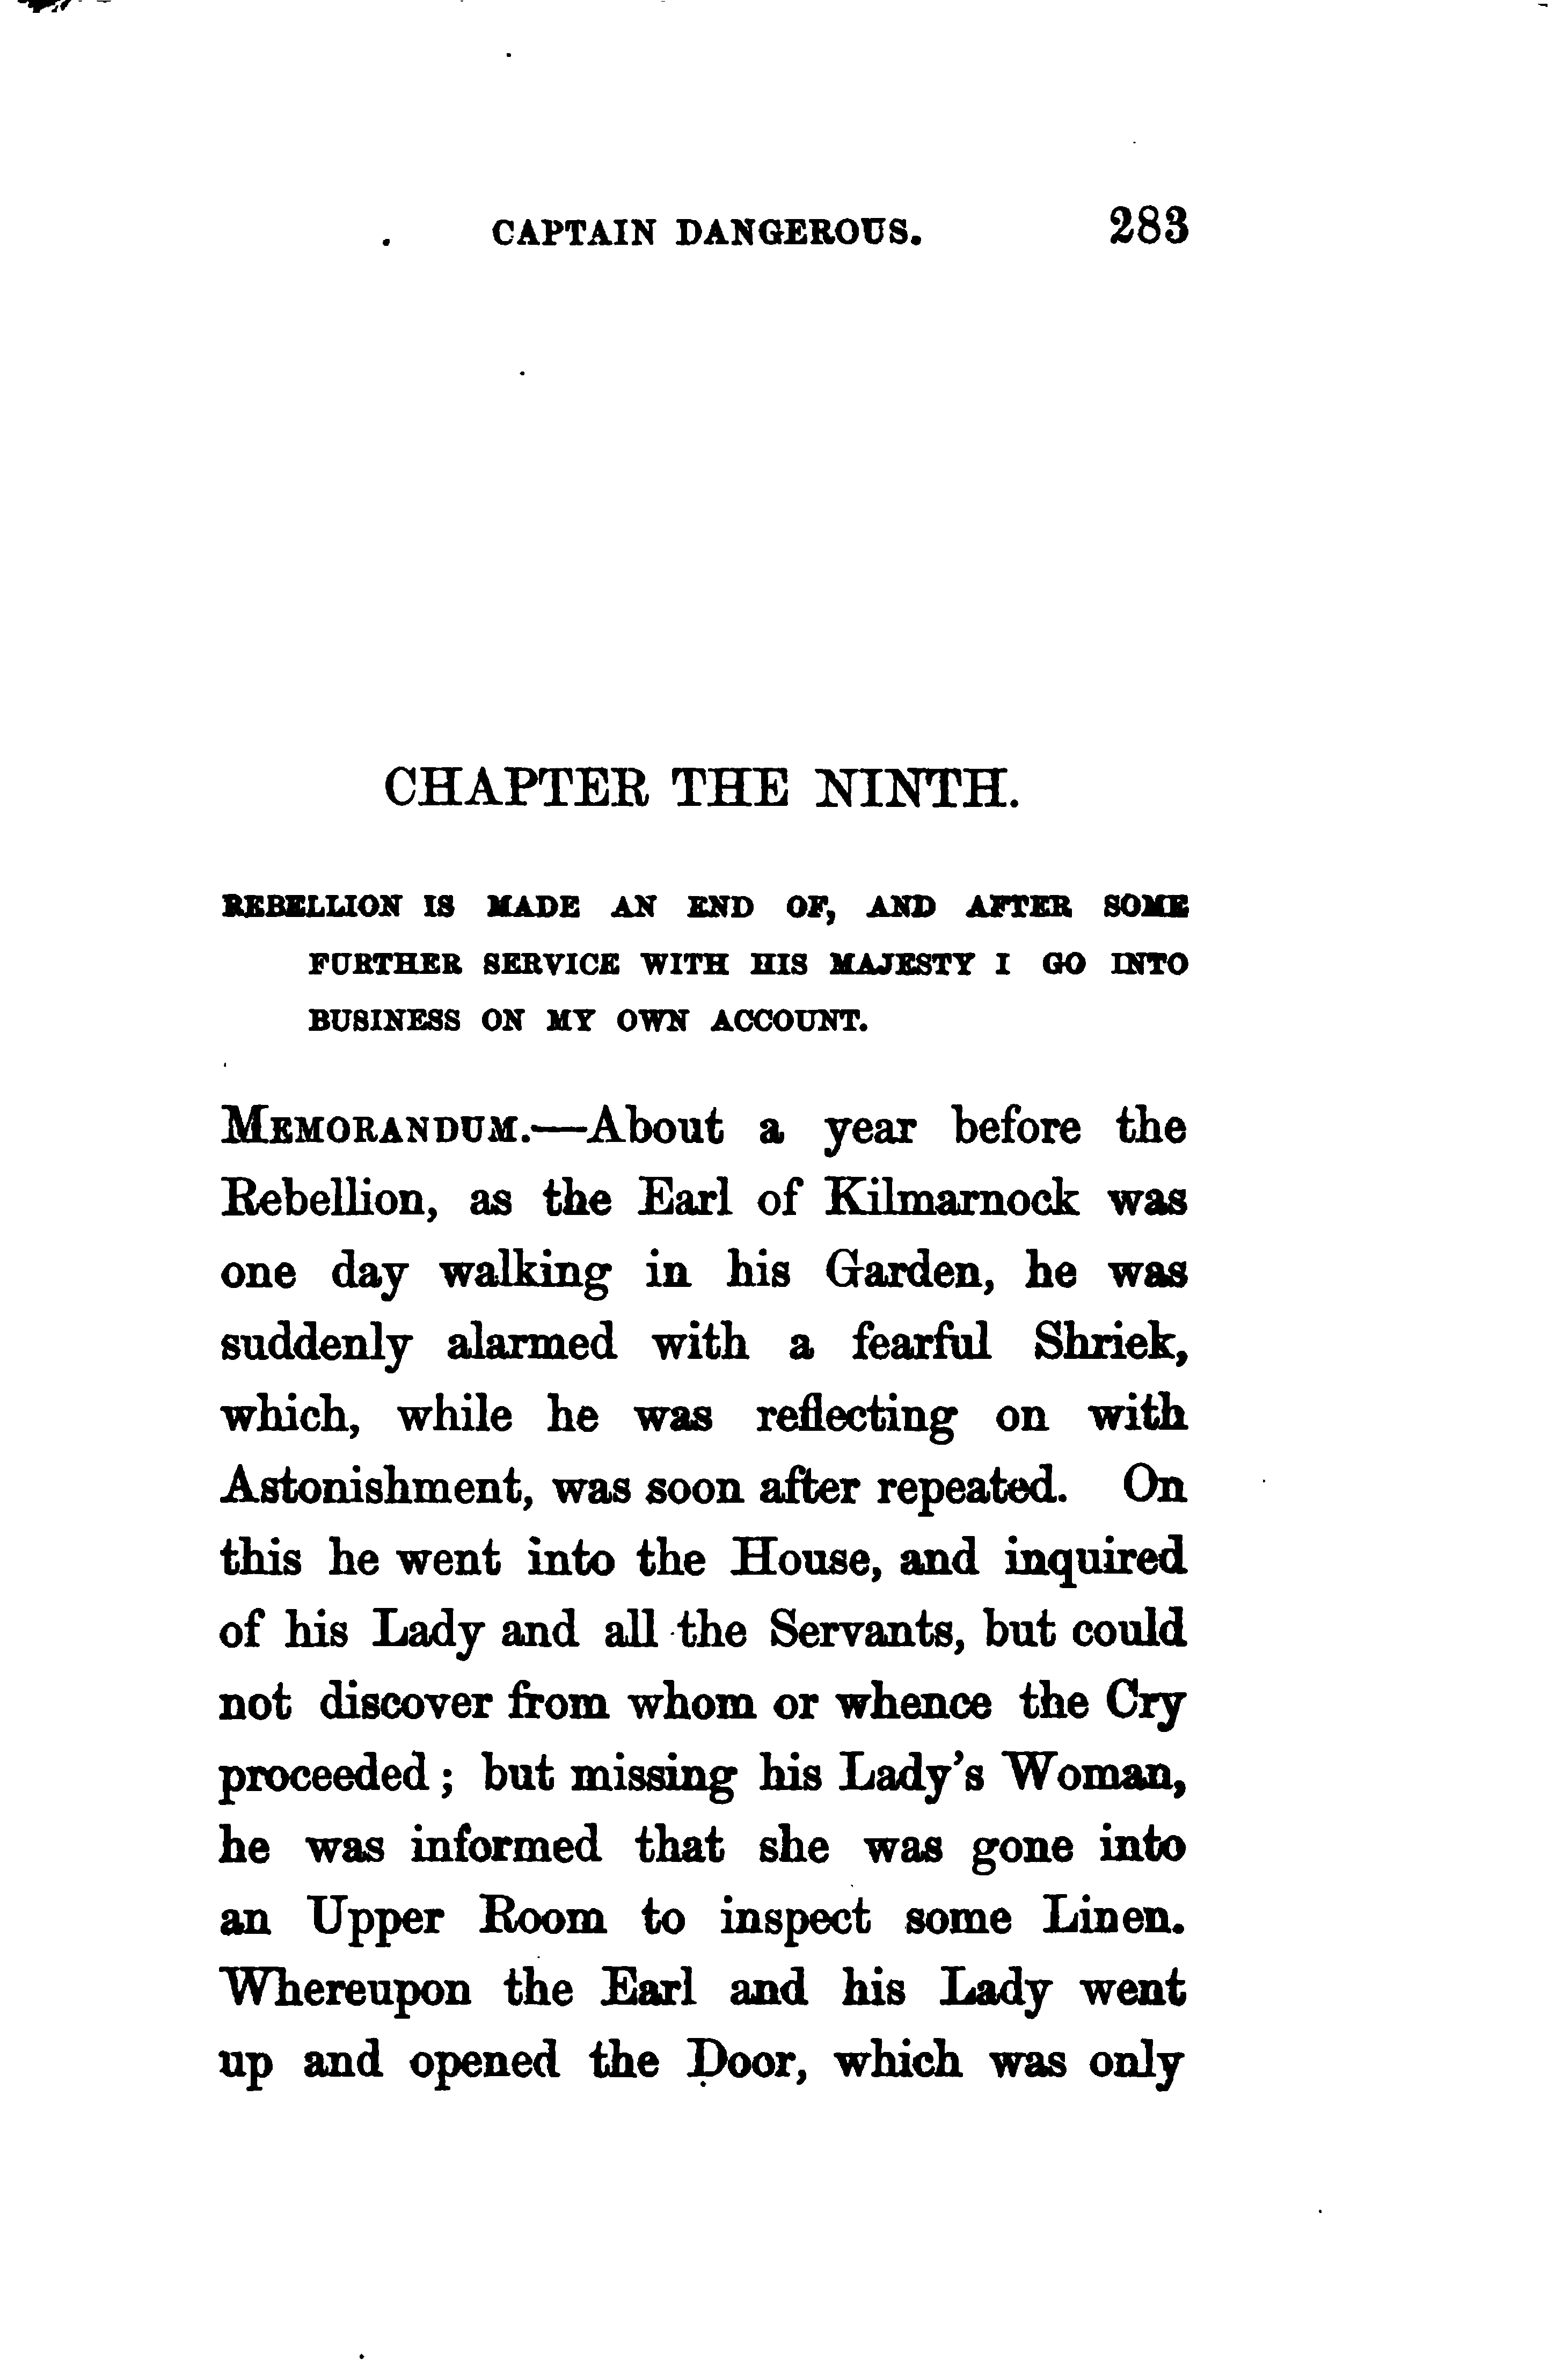 CAPTAIN DANGEROUS. 283
CHAPTER THE NINTH.
REBELLION IS MADE AN END OF, AND AFTER SOME
FURTHER SERVICE WITH HIS MAJESTY I GO INTO
BUSINESS ON MY OWN ACCOUNT.
MEMORANDUM.—About a year before the
Rebellion, as the Earl of Kilmarnock was
one day walking in his Garden, he was
suddenly alarmed with a fearful Shriek,
which, while he was reflecting on with
Astonishment, was soon after repeated. On
this he went into the House, and inquired
of his Lady and all the Servants, but could
not discover from whom or whence the Cry
proceeded; but missing his Lady's Woman,
he was informed that she was gone into
an Upper Room to inspect some Linen.
Whereupon the Earl and his Lady went
up and opened the Door, which was only